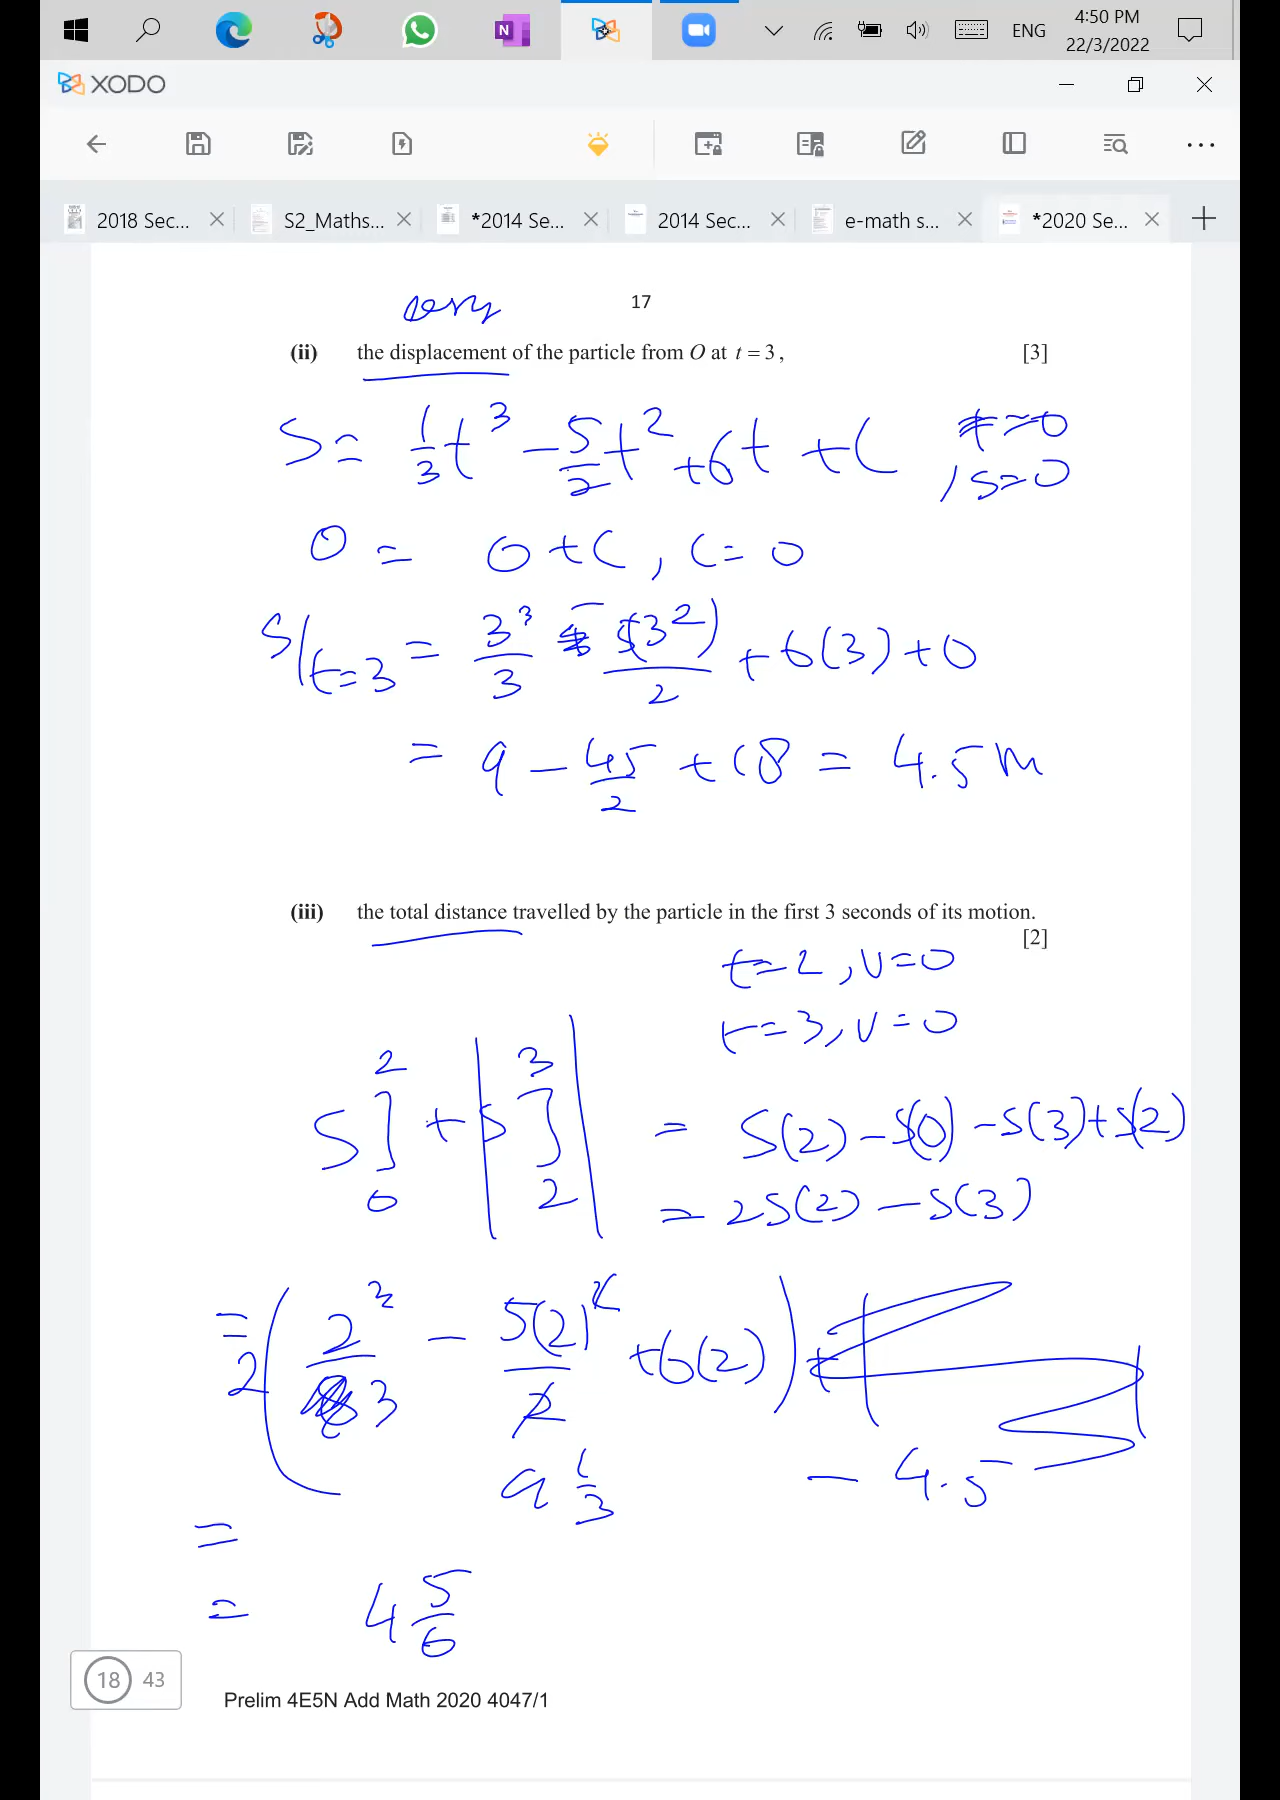 4:50 PM
ENG
22/3/2022
XODO
2018 Sec...
S2_Maths...
*2014 Se...
2014 Sec...
e-math s...
*2020 Se...
17
(ii) the displacement of the particle from O at t = 3, [3]
S = 1/3 t³ - 5/2 t² + 6t + C t=0
, s=0
0 = 0 + C, C = 0
S|t=3 = 3³/3 - 5(3²)/2 + 6(3) + 0
= 9 - 45/2 + 18 = 4.5 m
(iii) the total distance travelled by the particle in the first 3 seconds of its motion.
[2]
t=2, v=0
t=3, v=0
S]₀² + |S]₂³| = S(2) - S(0) - S(3) + S(2)
= 2S(2) - S(3)
= 2(2³/3 - 5(2)²/2 + 6(2))
9 1/3 - 4.5
=
= 4 5/6
18 43
Prelim 4E5N Add Math 2020 4047/1